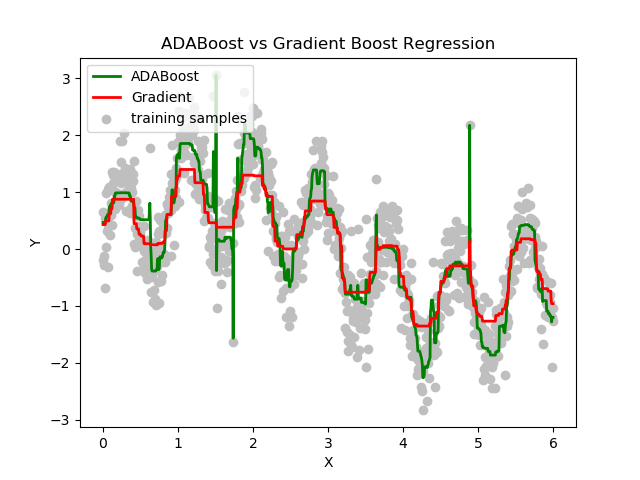 ADABoost vs Gradient Boost Regression
ADABoost
Gradient
training samples
Y
3
2
1
0
−1
−2
−3
0 1 2 3 4 5 6
X